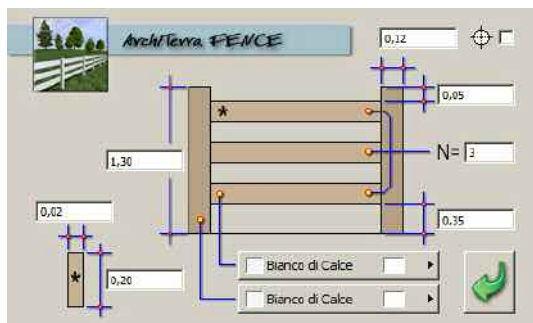 ArchiTerra FENCE
0,12
0,05
*
1,30
N= 3
0,02
0,35
*
0,20
Bianco di Calce
Bianco di Calce